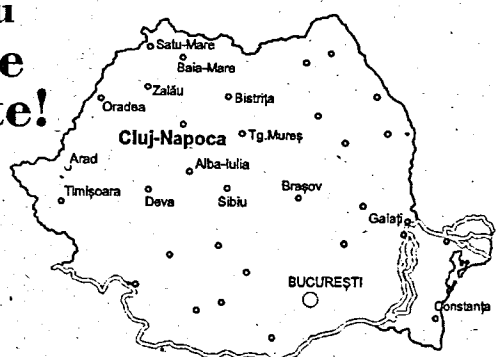 u
e
te!
Satu-Mare
Baia-Mare
Zalău
Oradea
Bistrița
Cluj-Napoca
Tg.Mureș
Arad
Alba-Iulia
Timișoara
Deva
Sibiu
Brașov
Galați
BUCUREȘTI
Constanța